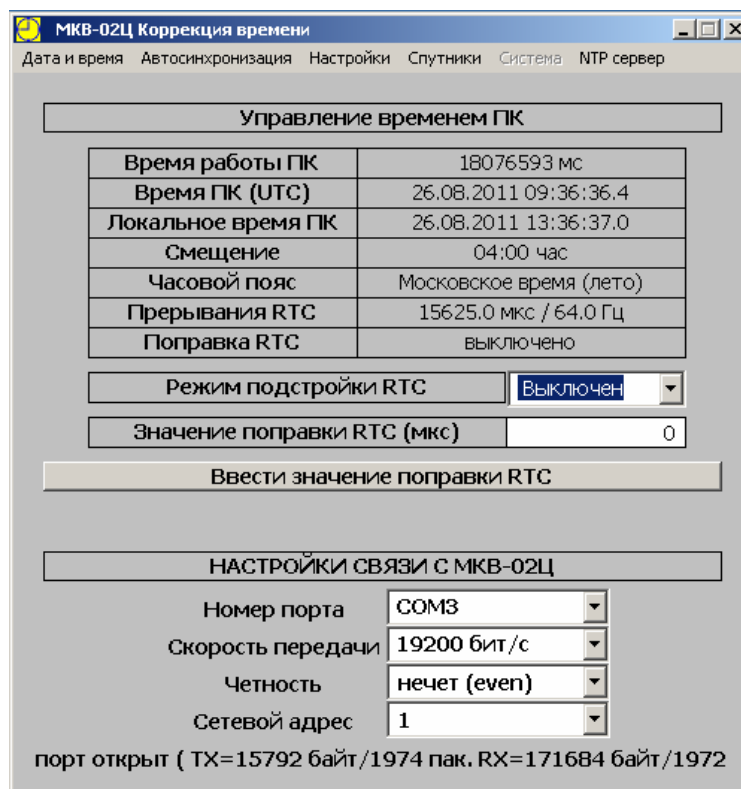 МКВ-02Ц Коррекция времени
Дата и время Автосинхронизация Настройки Спутники Система NTP сервер
Управление временем ПК
Время работы ПК 18076593 мс
Время ПК (UTC) 26.08.2011 09:36:36.4
Локальное время ПК 26.08.2011 13:36:37.0
Смещение 04:00 час
Часовой пояс Московское время (лето)
Прерывания RTC 15625.0 мкс / 64.0 Гц
Поправка RTC выключено
Режим подстройки RTC Выключен
Значение поправки RTC (мкс) 0
Ввести значение поправки RTC
НАСТРОЙКИ СВЯЗИ С МКВ-02Ц
Номер порта COM3
Скорость передачи 19200 бит/с
Четность нечет (even)
Сетевой адрес 1
порт открыт ( TX=15792 байт/1974 пак. RX=171684 байт/1972